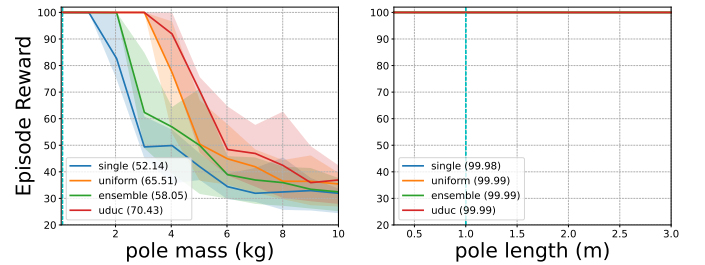 Episode Reward
100
90
80
70
60
50
40
30
20
single (52.14)
uniform (65.51)
ensemble (58.05)
uduc (70.43)
2 4 6 8 10
pole mass (kg)
100
90
80
70
60
50
40
30
20
single (99.98)
uniform (99.99)
ensemble (99.99)
uduc (99.99)
0.5 1.0 1.5 2.0 2.5 3.0
pole length (m)